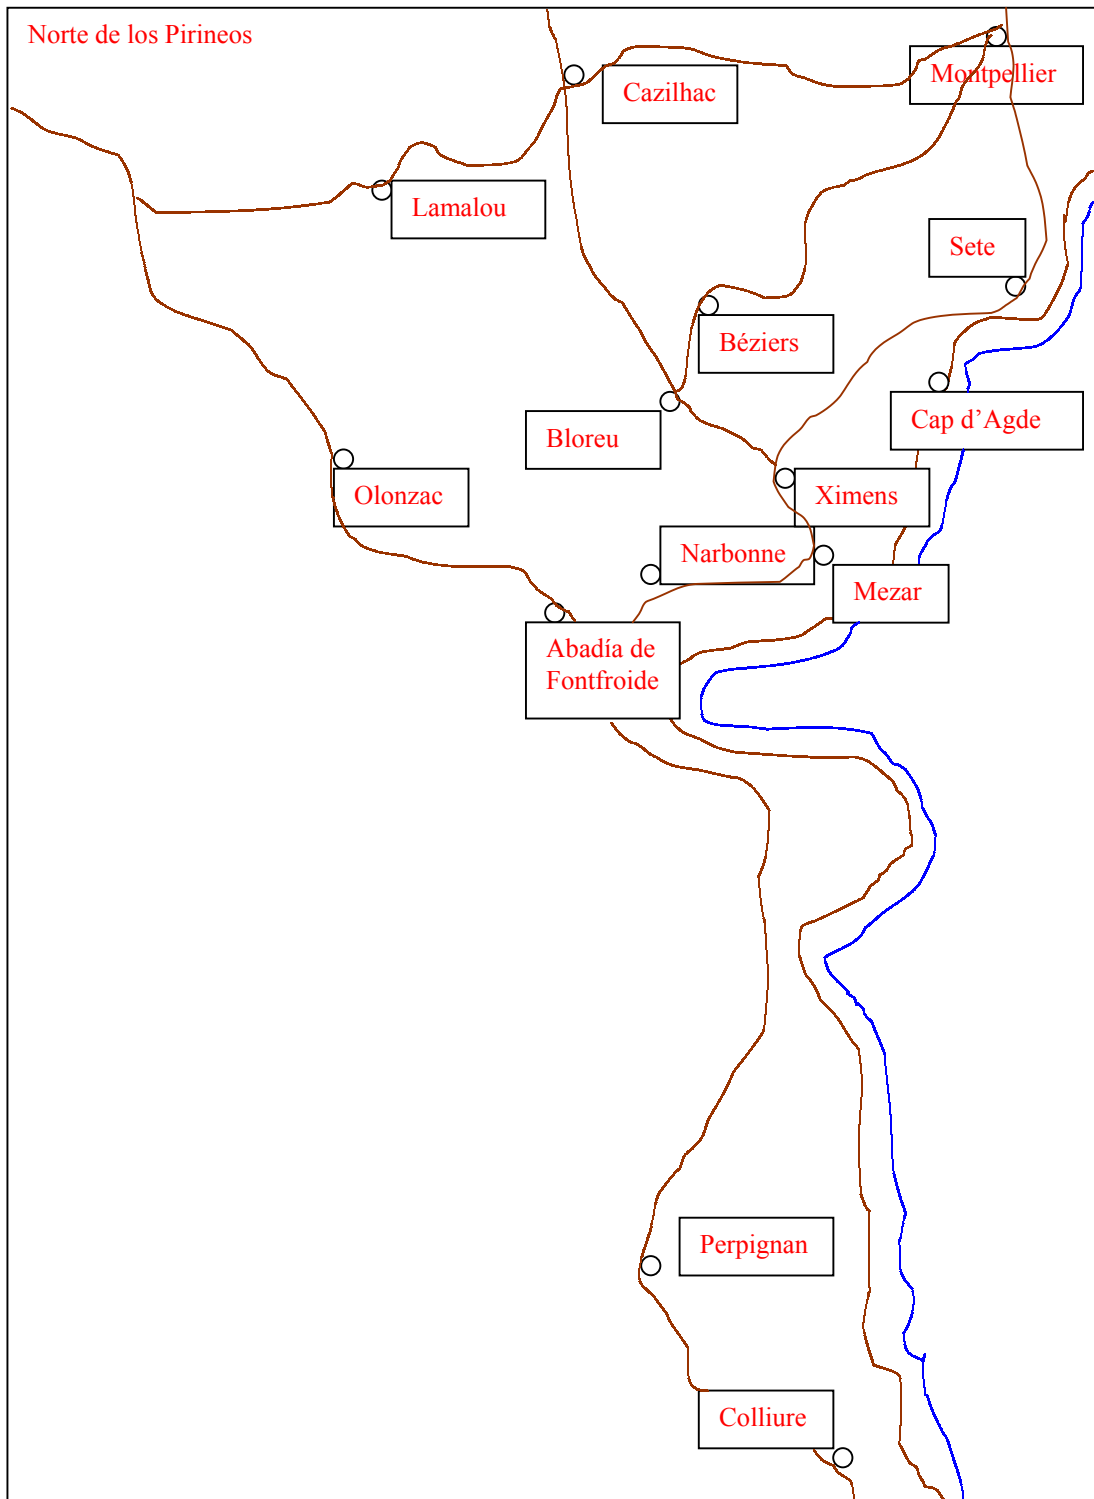 Norte de los Pirineos
Montpellier
Cazilhac
Lamalou
Sete
Béziers
Cap d'Agde
Bloreu
Olonzac
Ximens
Narbonne
Mezar
Abadía de
Fontfroide
Perpignan
Colliure